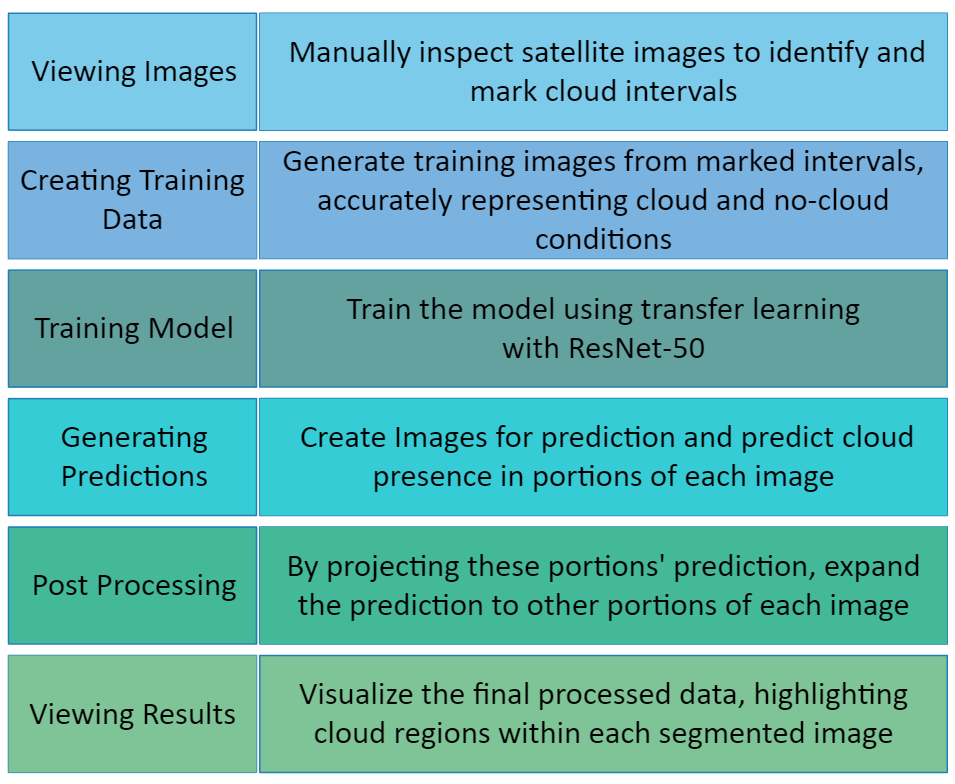 Viewing Images
Manually inspect satellite images to identify and
mark cloud intervals
Creating Training
Data
Generate training images from marked intervals,
accurately representing cloud and no-cloud
conditions
Training Model
Train the model using transfer learning
with ResNet-50
Generating
Predictions
Create Images for prediction and predict cloud
presence in portions of each image
Post Processing
By projecting these portions' prediction, expand
the prediction to other portions of each image
Viewing Results
Visualize the final processed data, highlighting
cloud regions within each segmented image